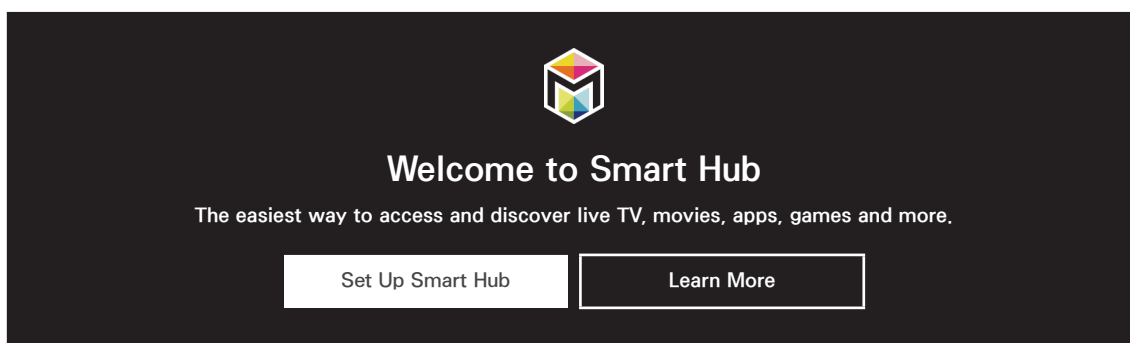 Welcome to Smart Hub
The easiest way to access and discover live TV, movies, apps, games and more.
Set Up Smart Hub
Learn More